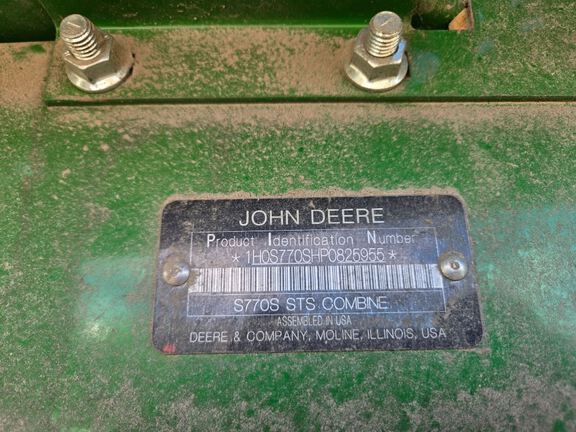 JOHN DEERE
Product Identification Number
*1H0S770SHP0825955*
S770S STS COMBINE
ASSEMBLED IN USA
DEERE & COMPANY, MOLINE, ILLINOIS, USA